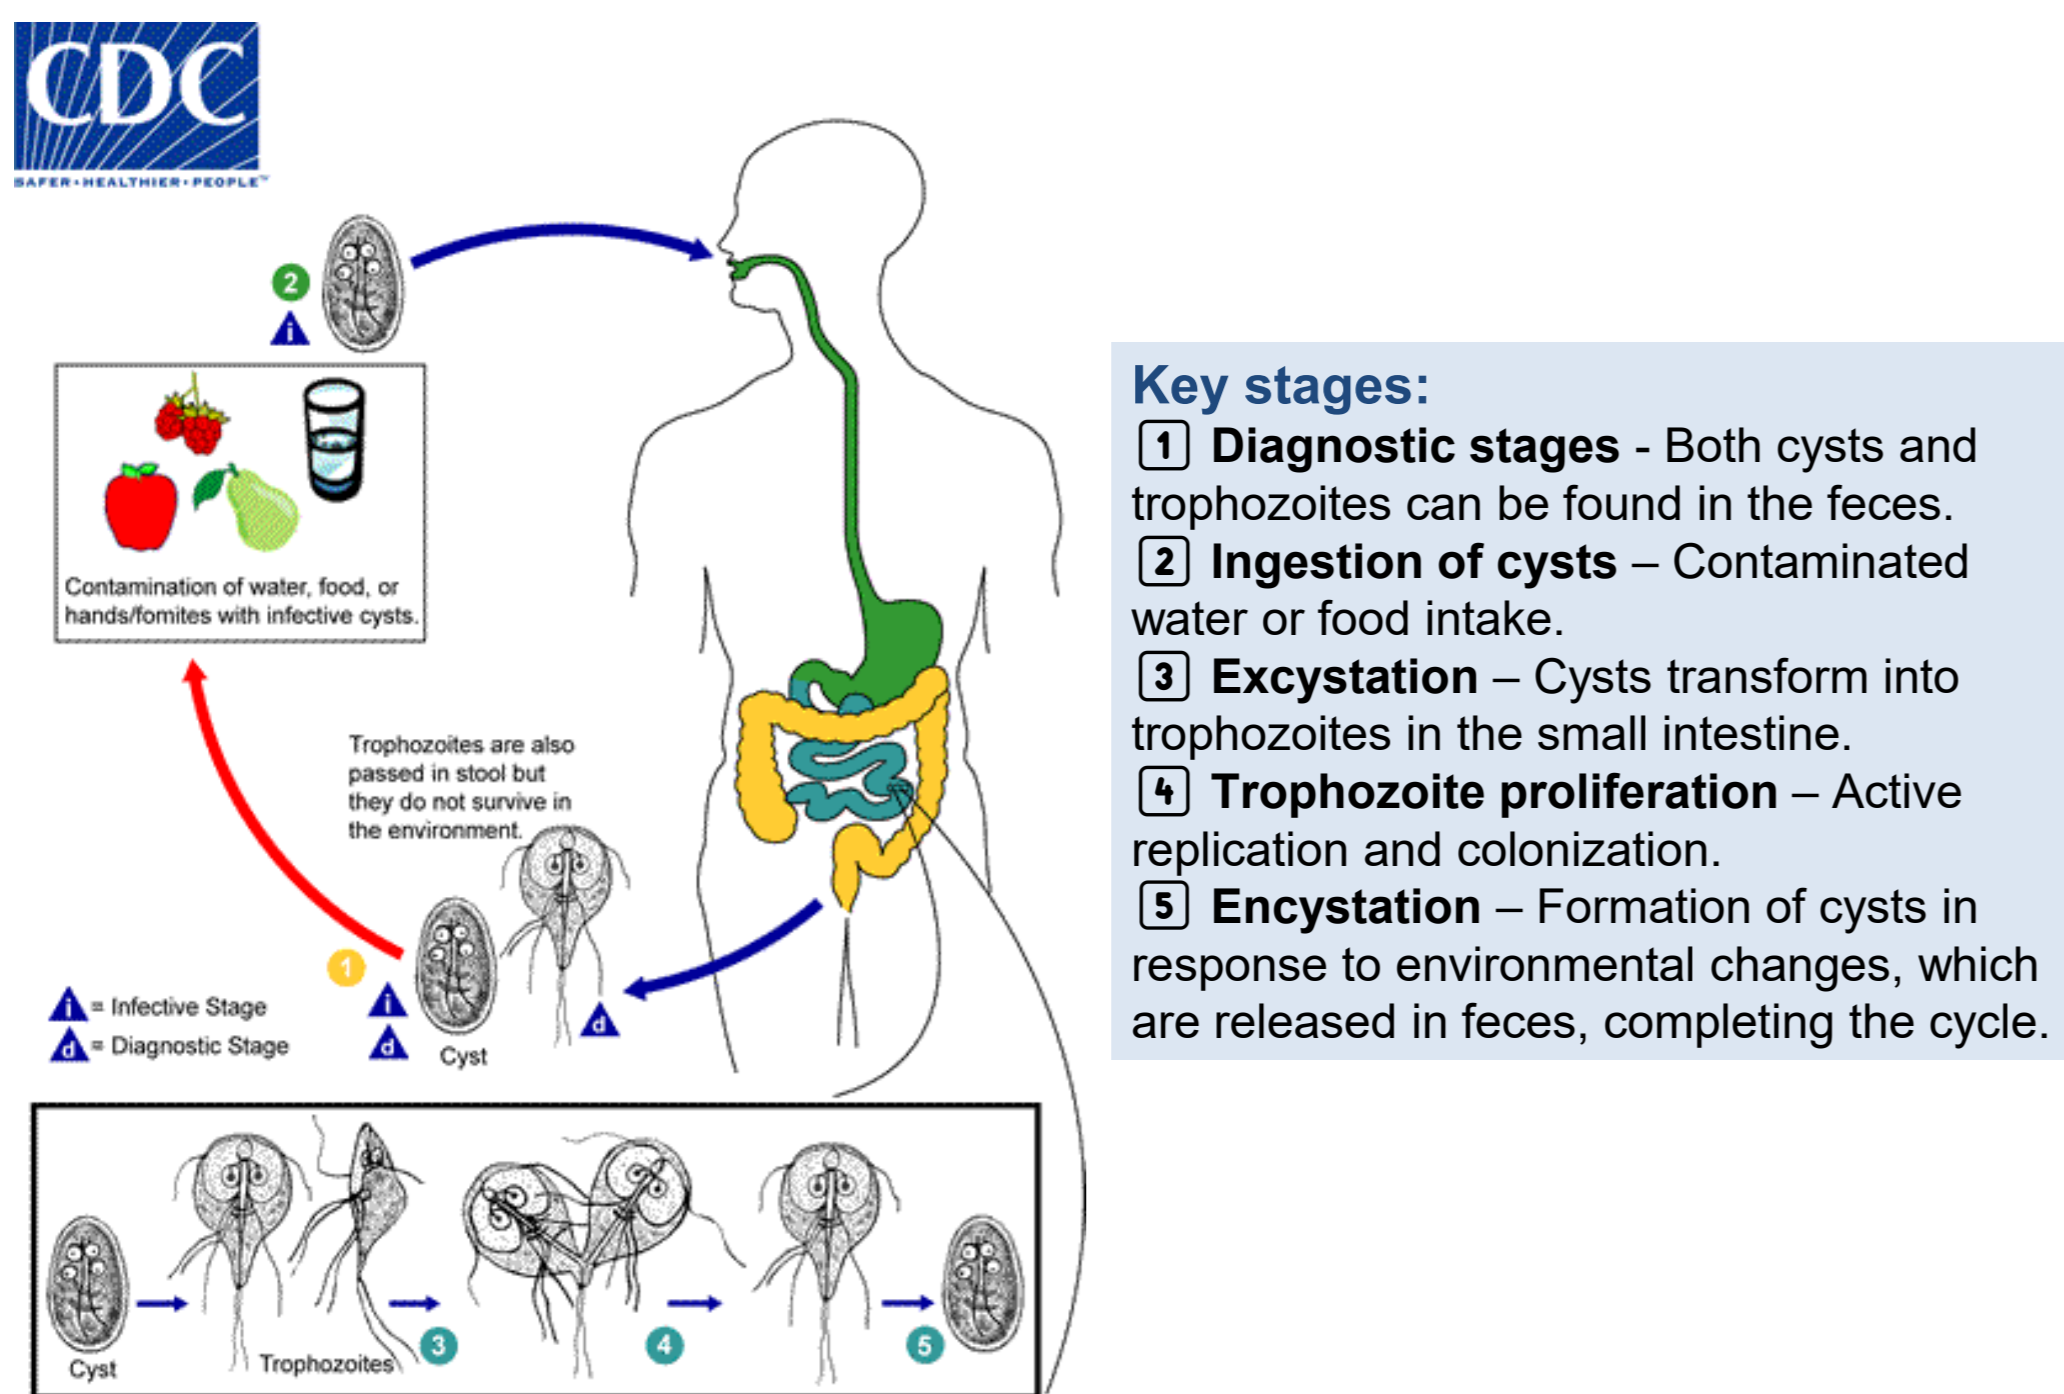 CDC
SAFER•HEALTHIER•PEOPLE™
2
i
Contamination of water, food, or
hands/fomites with infective cysts.
Trophozoites are also
passed in stool but
they do not survive in
the environment.
1
i
d
d
Cyst
i = Infective Stage
d = Diagnostic Stage
Cyst
Trophozoites
3
4
5
Key stages:
1 Diagnostic stages - Both cysts and
trophozoites can be found in the feces.
2 Ingestion of cysts – Contaminated
water or food intake.
3 Excystation – Cysts transform into
trophozoites in the small intestine.
4 Trophozoite proliferation – Active
replication and colonization.
5 Encystation – Formation of cysts in
response to environmental changes, which
are released in feces, completing the cycle.